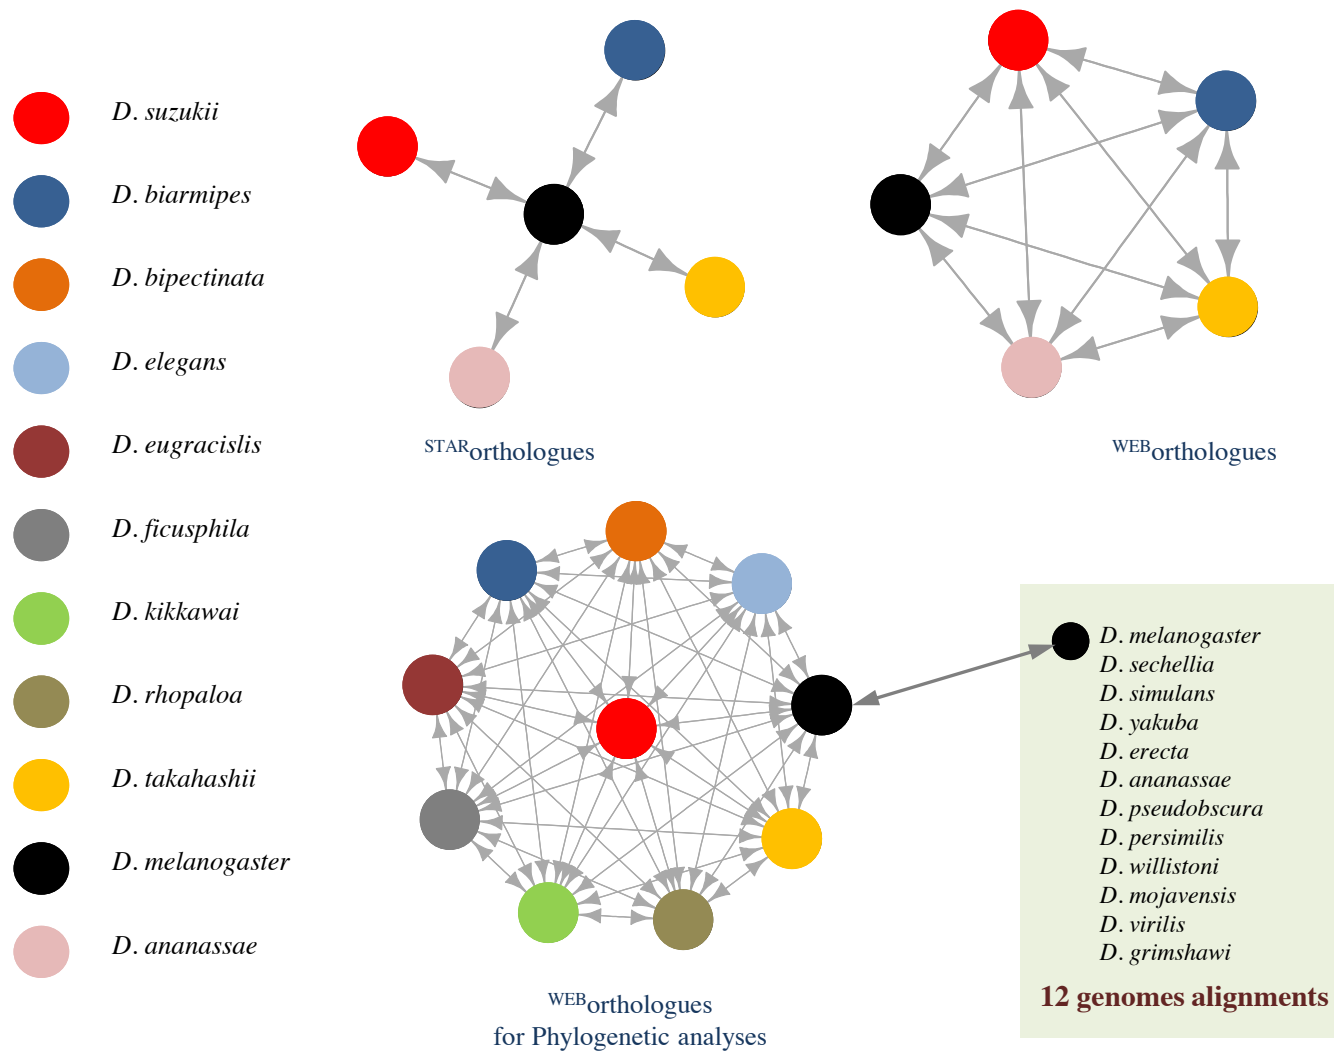 D. suzukii
D. biarmipes
D. bipectinata
D. elegans
D. eugracislis
D. ficusphila
D. kikkawai
D. rhopaloa
D. takahashii
D. melanogaster
D. ananassae
STARorthologues
WEBorthologues
WEBorthologues
for Phylogenetic analyses
D. melanogaster
D. sechellia
D. simulans
D. yakuba
D. erecta
D. ananassae
D. pseudobscura
D. persimilis
D. willistoni
D. mojavensis
D. virilis
D. grimshawi
12 genomes alignments